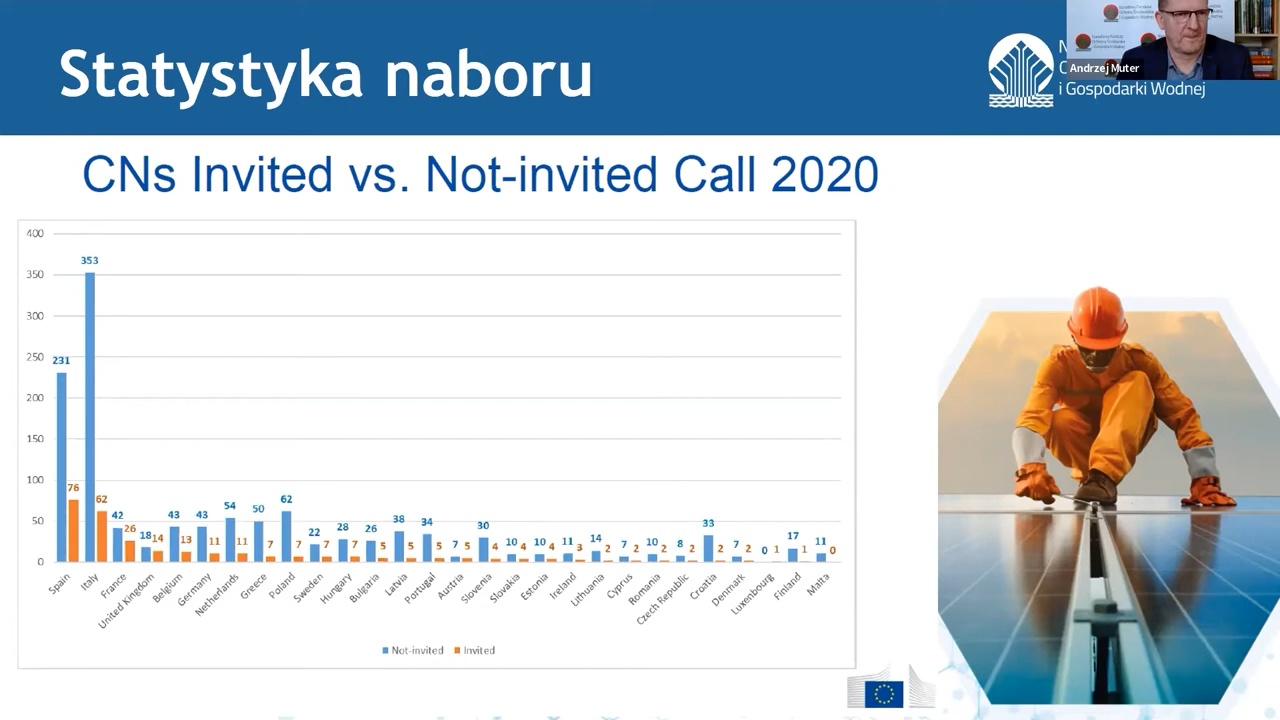 Statystyka naboru
i Gospodarki Wodnej
Andrzej Muter
CNs Invited vs. Not-invited Call 2020
400
350
300
250
200
150
100
50
0
231 76
353 62
42 26
18 14
43 13
43 11
54 11
50 7
62 7
22 7
28 7
26 5
38 5
34 5
7 5
30 4
10 4
10 4
11 3
14 2
7 2
10 2
8 2
33 2
7 2
0 1
17 1
11 0
Spain
Italy
France
United Kingdom
Belgium
Germany
Netherlands
Greece
Poland
Sweden
Hungary
Bulgaria
Latvia
Portugal
Austria
Slovenia
Slovakia
Estonia
Ireland
Lithuania
Cyprus
Romania
Czech Republic
Croatia
Denmark
Luxembourg
Finland
Malta
Not-invited Invited